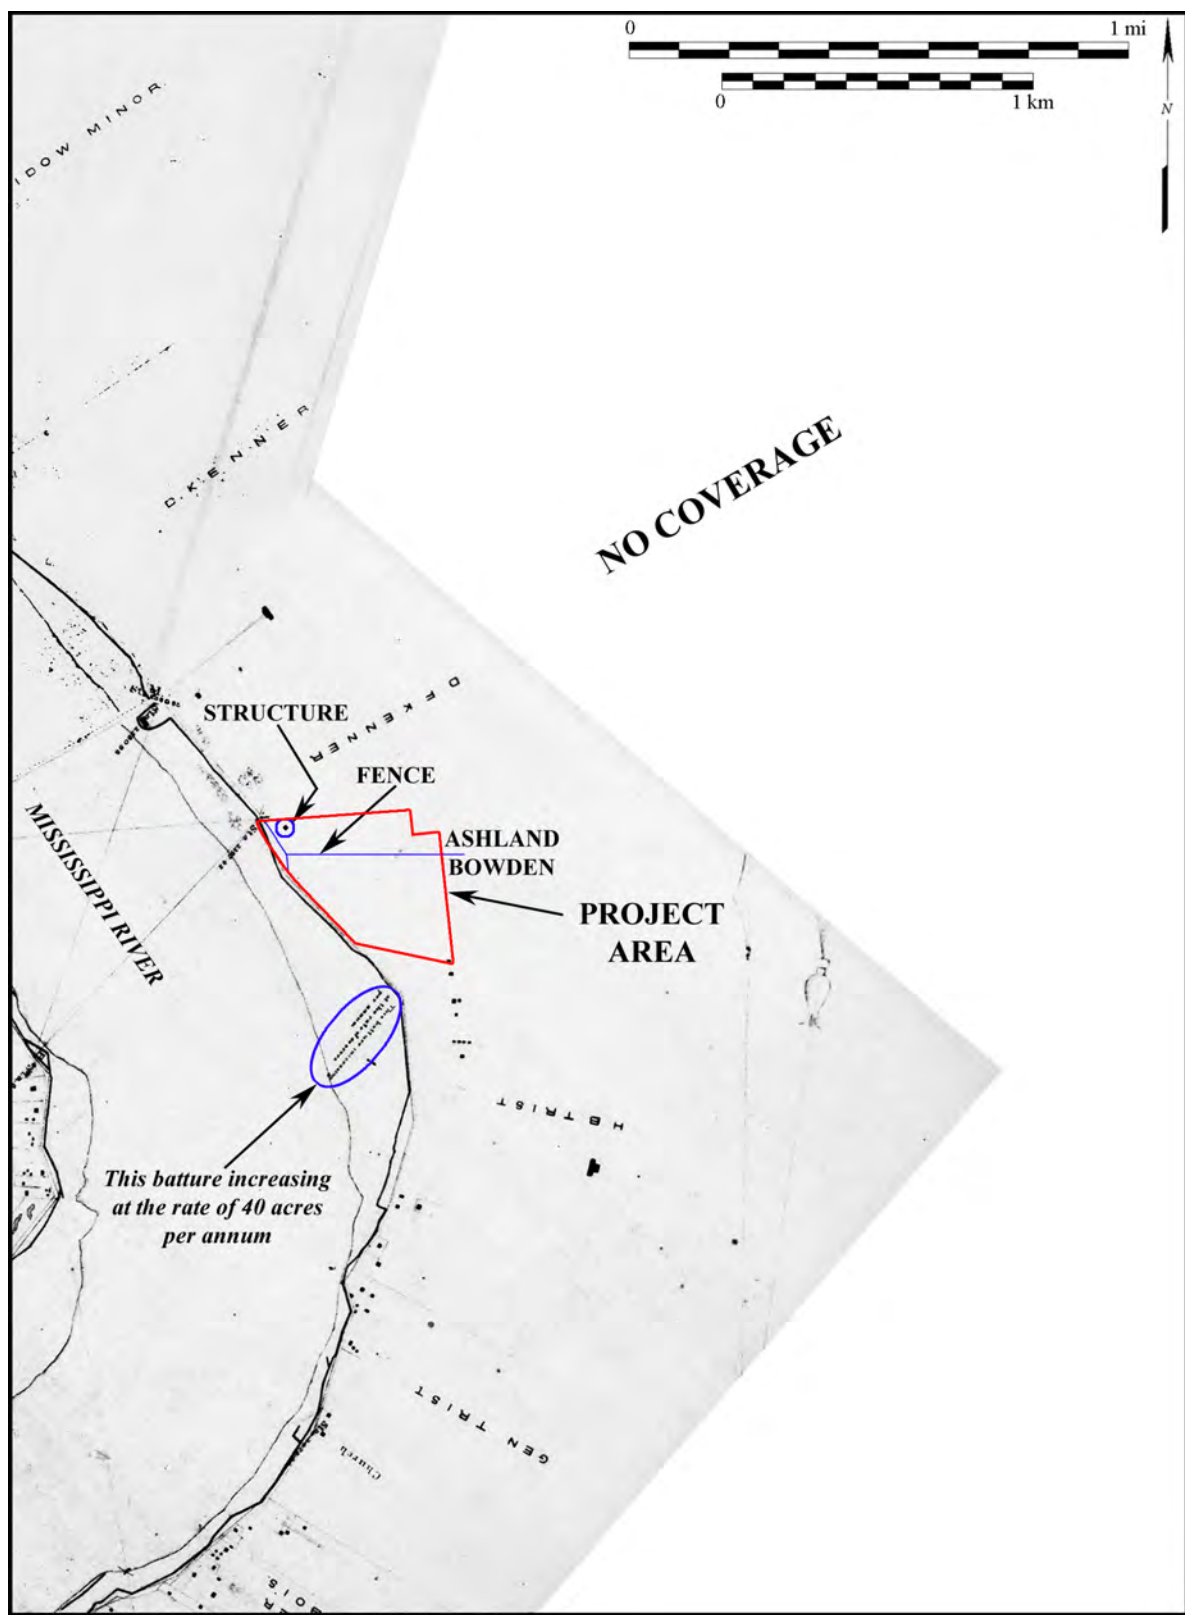 0 1 mi
0 1 km
N
IDOW MINOR.
D.KENNER
NO COVERAGE
D F KENNER
STRUCTURE
FENCE
ASHLAND
BOWDEN
MISSISSIPPI RIVER
PROJECT
AREA
H B TRIST
This batture increasing
at the rate of 40 acres
per annum
GEN TRIST
Church
BOIS